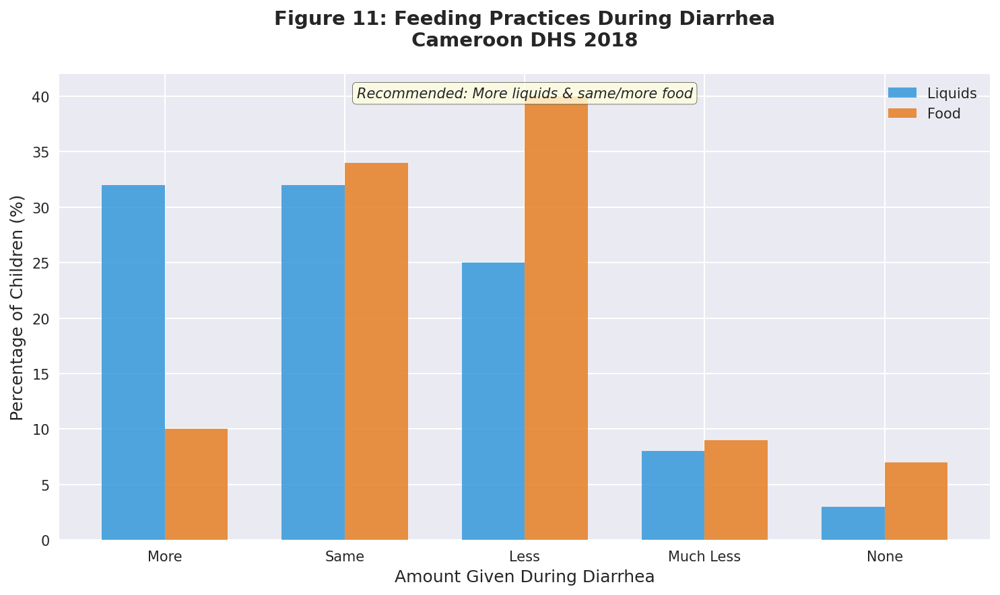 Figure 11: Feeding Practices During Diarrhea
Cameroon DHS 2018
Recommended: More liquids & same/more food
Liquids
Food
Percentage of Children (%)
40
35
30
25
20
15
10
5
0
More
Same
Less
Much Less
None
Amount Given During Diarrhea